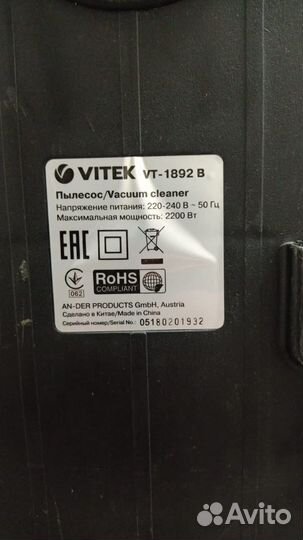 VITEK VT-1892 B
Пылесос/Vacuum cleaner
Напряжение питания: 220-240 В ~ 50 Гц
Максимальная мощность: 2200 Вт
EAC
062
RoHS
COMPLIANT
AN-DER PRODUCTS GmbH, Austria
Сделано в Китае/Made in China
Серийный номер/Serial No.: 05180201932
Avito